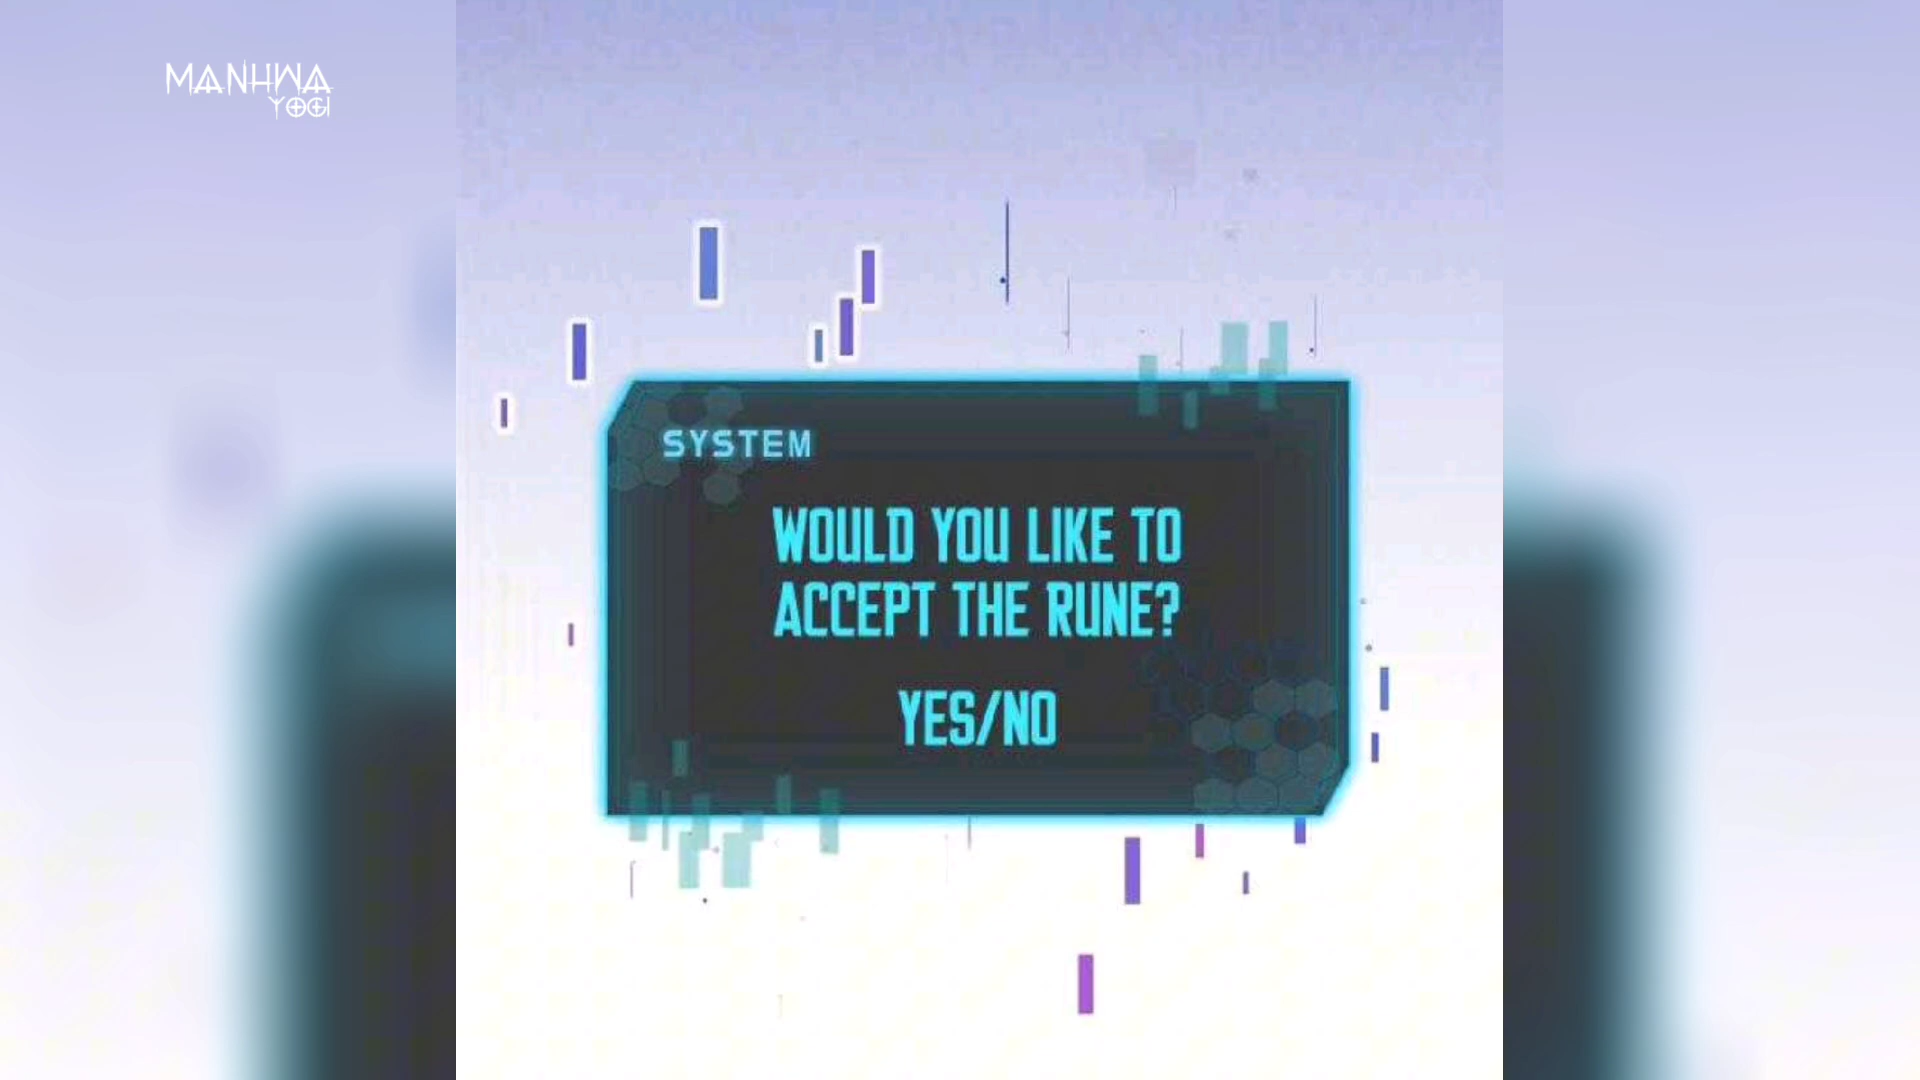 MANHWA
YOGI
SYSTEM
WOULD YOU LIKE TO
ACCEPT THE RUNE?
YES/NO